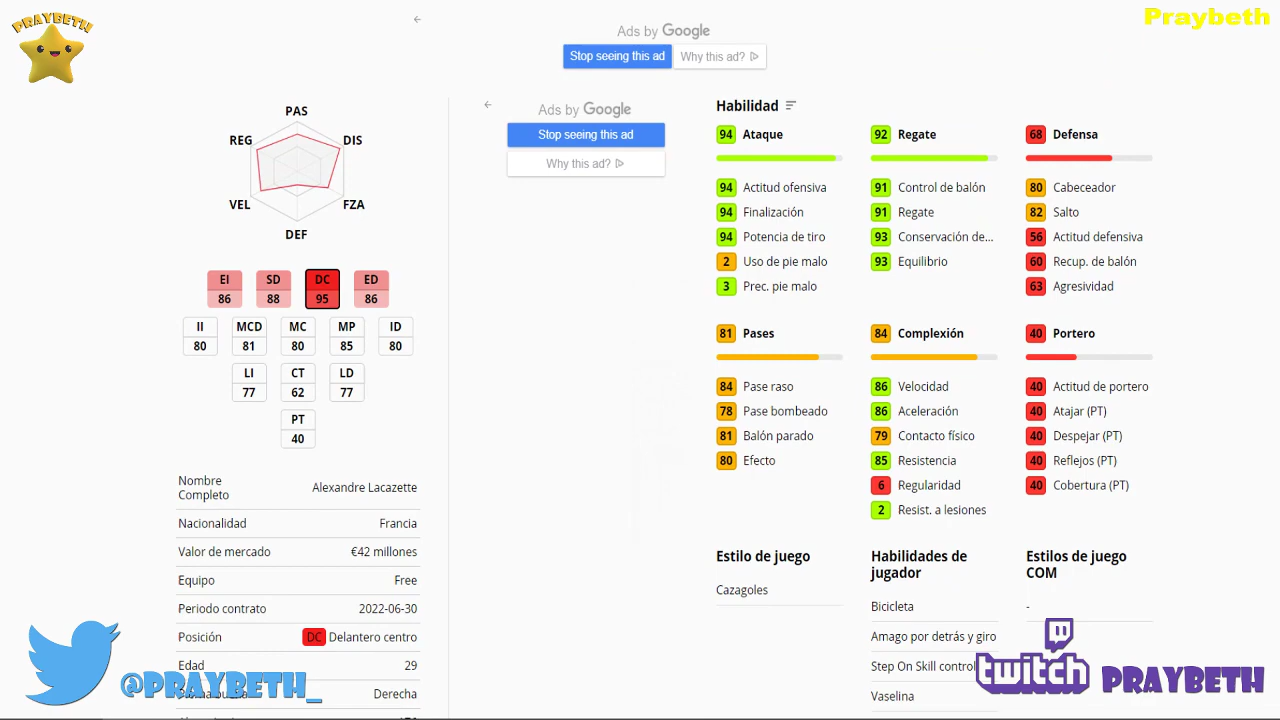 PRAYBETH
Praybeth
Ads by Google
Stop seeing this ad
Why this ad?
PAS
REG
DIS
VEL
FZA
DEF
EI
SD
DC
ED
86
88
95
86
II
MCD
MC
MP
ID
80
81
80
85
80
LI
CT
LD
77
62
77
PT
40
Nombre Completo Alexandre Lacazette
Nacionalidad Francia
Valor de mercado €42 millones
Equipo Free
Periodo contrato 2022-06-30
Posición DC Delantero centro
Edad 29
Derecha
Ads by Google
Stop seeing this ad
Why this ad?
Habilidad
94 Ataque
94 Actitud ofensiva
94 Finalización
94 Potencia de tiro
2 Uso de pie malo
3 Prec. pie malo
92 Regate
91 Control de balón
91 Regate
93 Conservación de...
93 Equilibrio
68 Defensa
80 Cabeceador
82 Salto
56 Actitud defensiva
60 Recup. de balón
63 Agresividad
81 Pases
84 Pase raso
78 Pase bombeado
81 Balón parado
80 Efecto
84 Complexión
86 Velocidad
86 Aceleración
79 Contacto físico
85 Resistencia
6 Regularidad
2 Resist. a lesiones
40 Portero
40 Actitud de portero
40 Atajar (PT)
40 Despejar (PT)
40 Reflejos (PT)
40 Cobertura (PT)
Estilo de juego
Cazagoles
Habilidades de
jugador
Bicicleta
Amago por detrás y giro
Step On Skill control
Vaselina
Estilos de juego
COM
-
@PRAYBETH_
twitch PRAYBETH